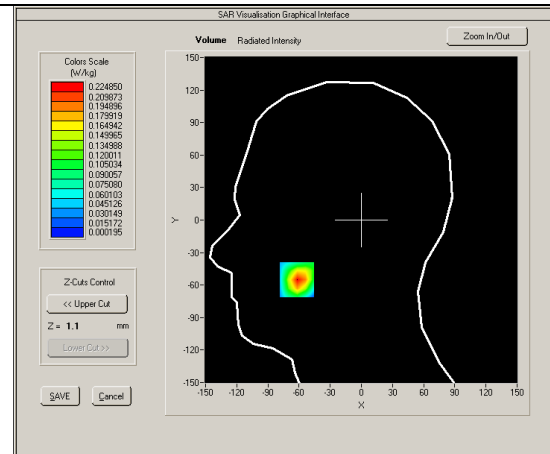 SAR Visualisation Graphical Interface
Volume Radiated Intensity
Zoom In/Out
Colors Scale
(W/kg)
0.224850
0.209873
0.194896
0.179919
0.164942
0.149965
0.134988
0.120011
0.105034
0.090057
0.075080
0.060103
0.045126
0.030149
0.015172
0.000195
Z-Cuts Control
<< Upper Cut
Z = 1.1 mm
Lower Cut >>
SAVE Cancel
150
120
90
60
30
0
-30
-60
-90
-120
-150
Y
-150 -120 -90 -60 -30 0 30 60 90 120 150
X